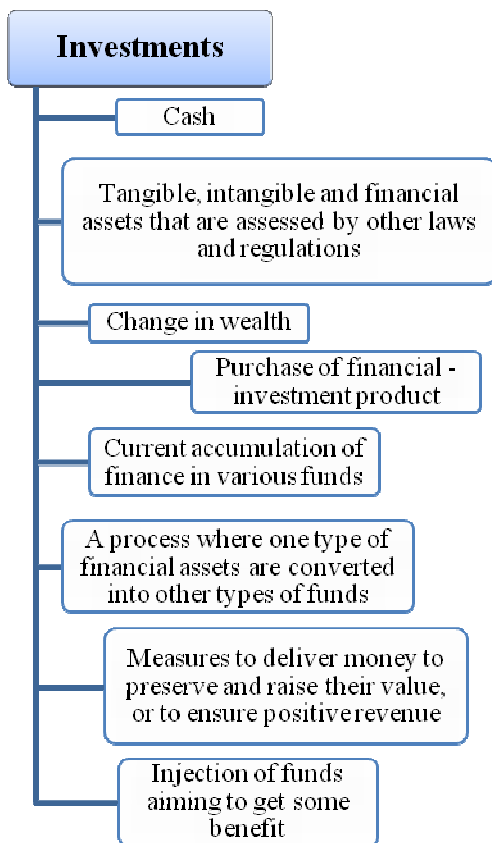 Investments
Cash
Tangible, intangible and financial
assets that are assessed by other laws
and regulations
Change in wealth
Purchase of financial -
investment product
Current accumulation of
finance in various funds
A process where one type of
financial assets are converted
into other types of funds
Measures to deliver money to
preserve and raise their value,
or to ensure positive revenue
Injection of funds
aiming to get some
benefit